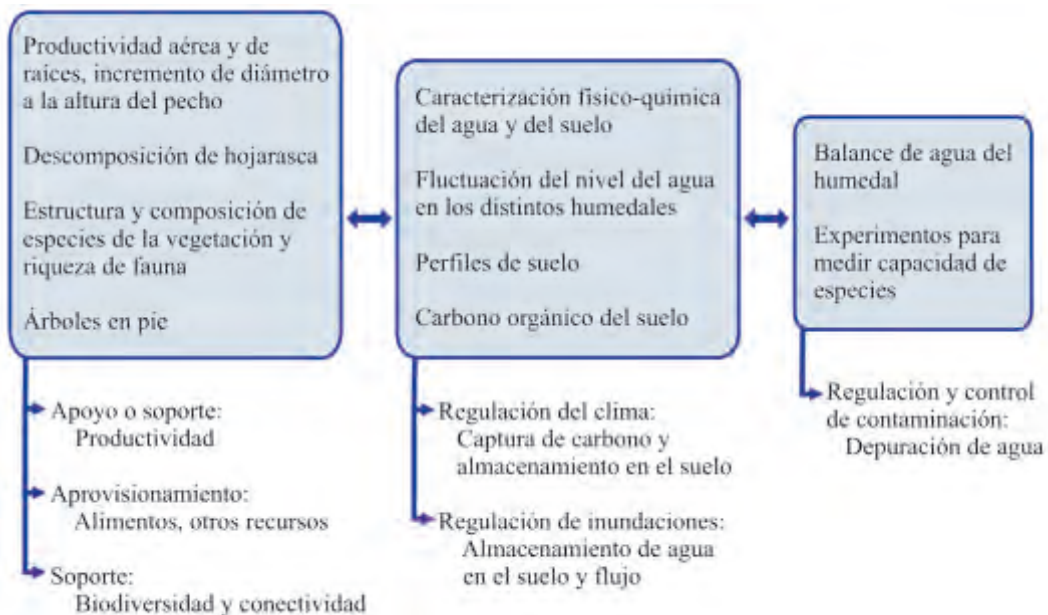 Productividad aérea y de
raíces, incremento de diámetro
a la altura del pecho
Descomposición de hojarasca
Estructura y composición de
especies de la vegetación y
riqueza de fauna
Árboles en pie
Apoyo o soporte:
Productividad
Aprovisionamiento:
Alimentos, otros recursos
Soporte:
Biodiversidad y conectividad
Caracterización fisico-quimica
del agua y del suelo
Fluctuación del nivel del agua
en los distintos humedales
Perfiles de suelo
Carbono orgánico del suelo
Regulación del clima:
Captura de carbono y
almacenamiento en el suelo
Regulación de inundaciones:
Almacenamiento de agua
en el suelo y flujo
Balance de agua del
humedal
Experimentos para
medir capacidad de
especies
Regulación y control
de contaminación:
Depuración de agua